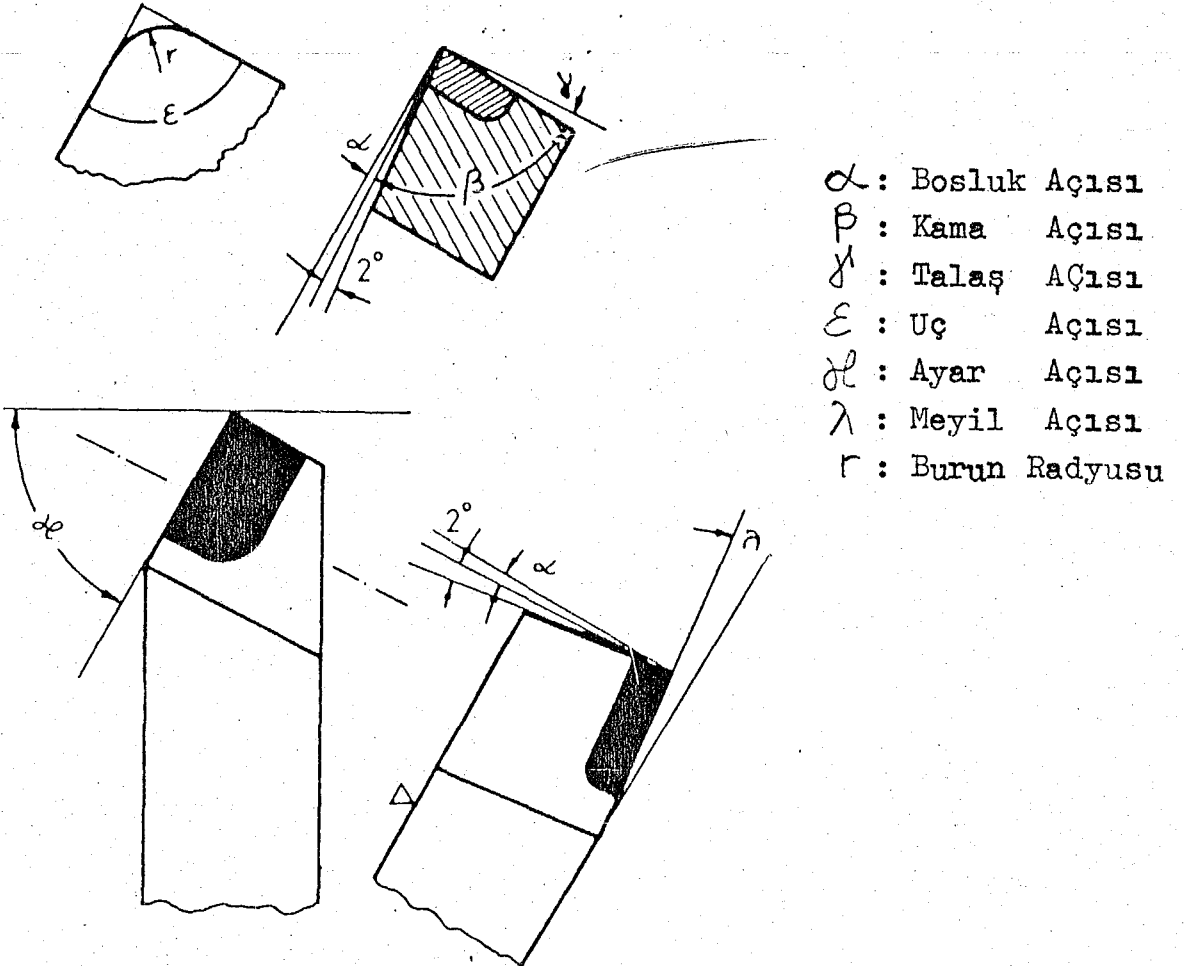 r
ε
γ
α
β
2°
α : Bosluk Açısı
β : Kama Açısı
γ : Talaş AÇısı
ε : Uç Açısı
ϰ : Ayar Açısı
λ : Meyil Açısı
r : Burun Radyusu
ϰ
2°
α
λ
Δ